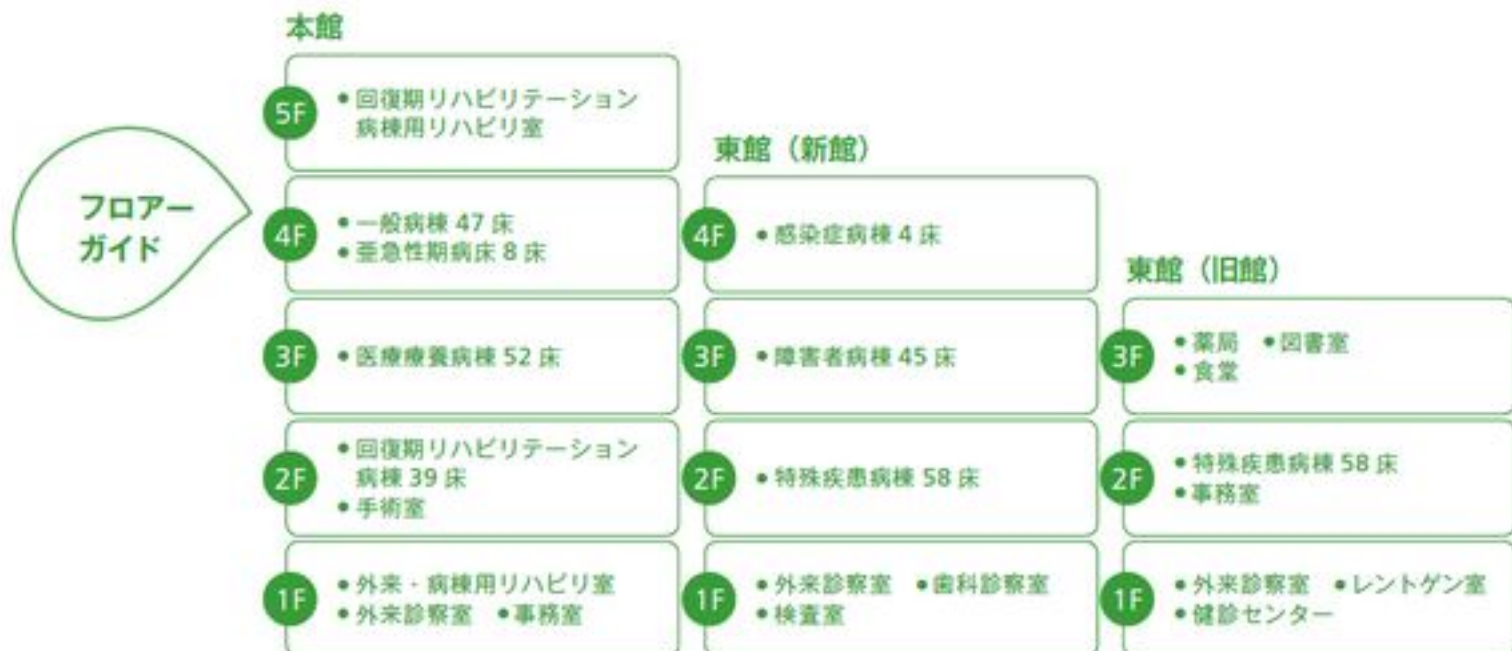 フロアー
ガイド
本館
5F
●回復期リハビリテーション
病棟用リハビリ室
4F
●一般病棟 47 床
●亜急性期病床 8 床
3F
●医療療養病棟 52 床
2F
●回復期リハビリテーション
病棟 39 床
●手術室
1F
●外来・病棟用リハビリ室
●外来診察室 ●事務室
東館（新館）
4F
●感染症病棟 4 床
3F
●障害者病棟 45 床
2F
●特殊疾患病棟 58 床
1F
●外来診察室 ●歯科診察室
●検査室
東館（旧館）
3F
●薬局 ●図書室
●食堂
2F
●特殊疾患病棟 58 床
●事務室
1F
●外来診察室 ●レントゲン室
●健診センター